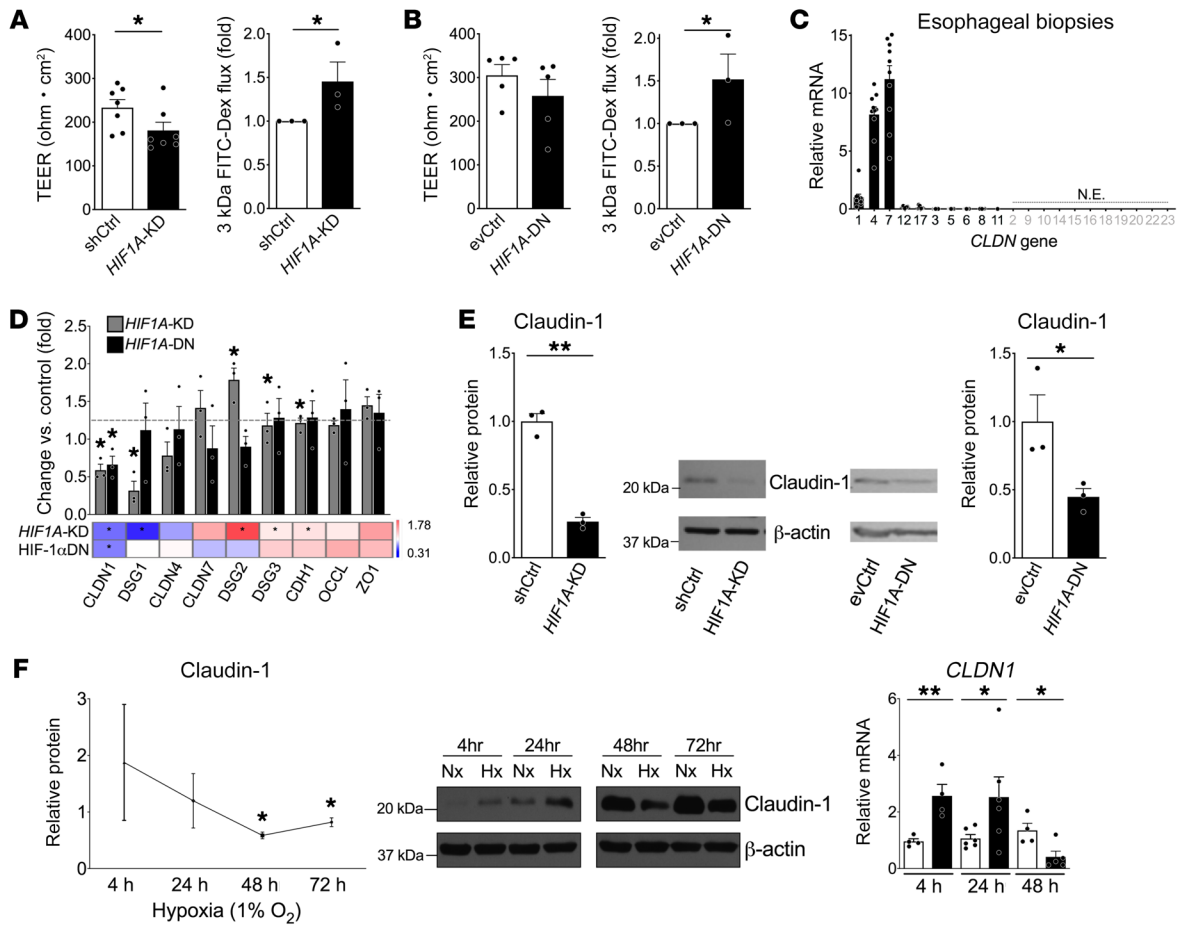 A
TEER (ohm • cm²)
400
300
200
100
0
*
shCtrl
HIF1A-KD
3 kDa FITC-Dex flux (fold)
2.0
1.5
1.0
0.5
0.0
*
shCtrl
HIF1A-KD
B
TEER (ohm • cm²)
400
300
200
100
0
evCtrl
HIF1A-DN
3 kDa FITC-Dex flux (fold)
2.0
1.5
1.0
0.5
0.0
*
evCtrl
HIF1A-DN
C
Esophageal biopsies
Relative mRNA
15
10
5
0
N.E.
1 4 7 12 17 3 5 6 8 11 2 9 10 14 15 16 18 19 20 22 23
CLDN gene
D
HIF1A-KD
HIF1A-DN
Change vs. control (fold)
2.5
2.0
1.5
1.0
0.5
0.0
* * * * * *
HIF1A-KD * * * * *
HIF-1αDN *
1.78
0.31
CLDN1
DSG1
CLDN4
CLDN7
DSG2
DSG3
CDH1
OCCL
ZO1
E
Claudin-1
Relative protein
1.5
1.0
0.5
0.0
**
shCtrl
HIF1A-KD
20 kDa
Claudin-1
37 kDa
β-actin
shCtrl
HIF1A-KD
evCtrl
HIF1A-DN
Claudin-1
Relative protein
1.5
1.0
0.5
0.0
*
evCtrl
HIF1A-DN
F
Claudin-1
Relative protein
3
2
1
0
* *
4 h 24 h 48 h 72 h
Hypoxia (1% O₂)
4hr 24hr 48hr 72hr
Nx Hx Nx Hx Nx Hx Nx Hx
20 kDa
Claudin-1
37 kDa
β-actin
CLDN1
Relative mRNA
6
4
2
0
** * *
4 h 24 h 48 h